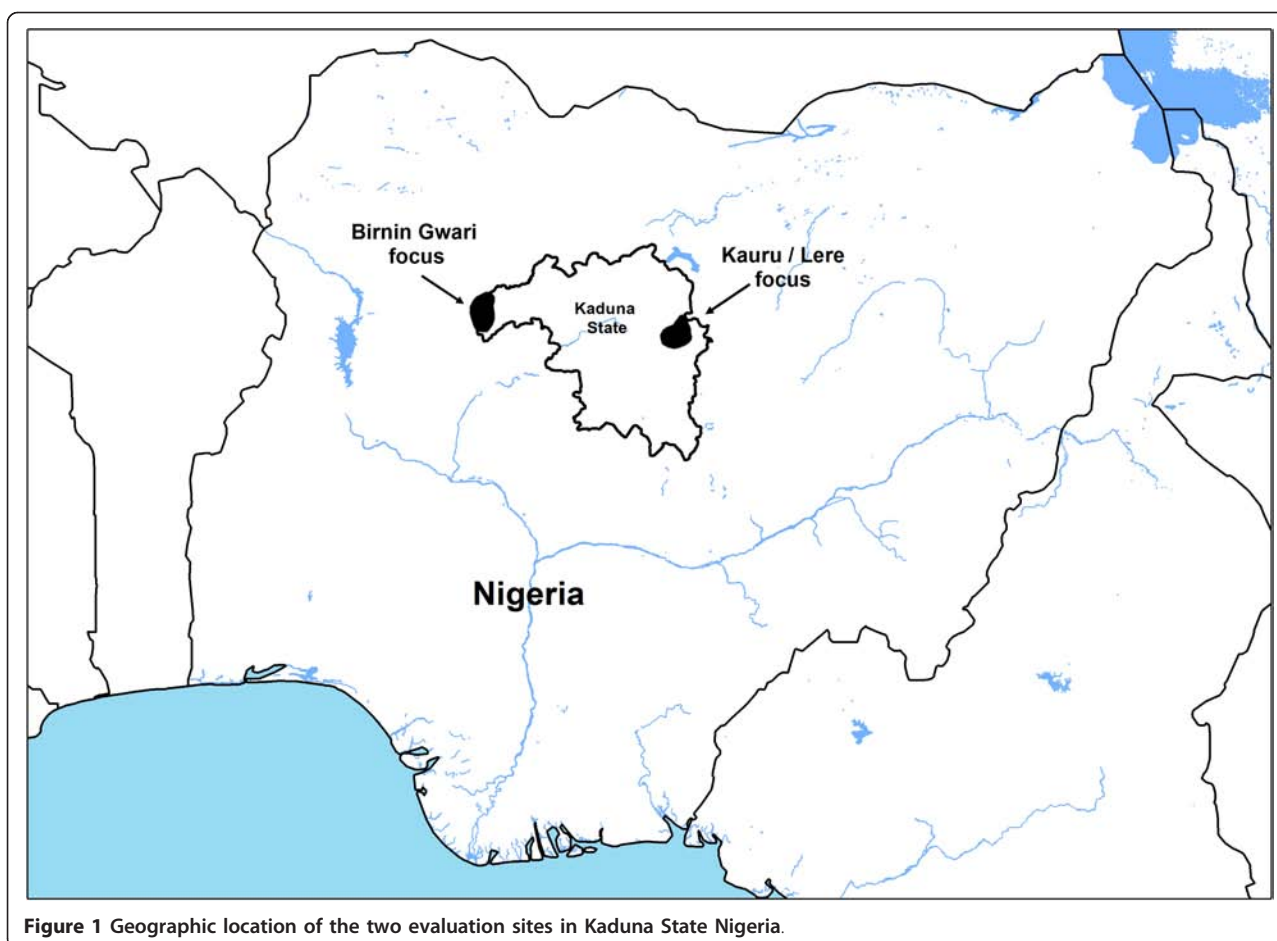 Birnin Gwari
focus
Kauru / Lere
focus
Kaduna
State
Nigeria
Figure 1 Geographic location of the two evaluation sites in Kaduna State Nigeria.